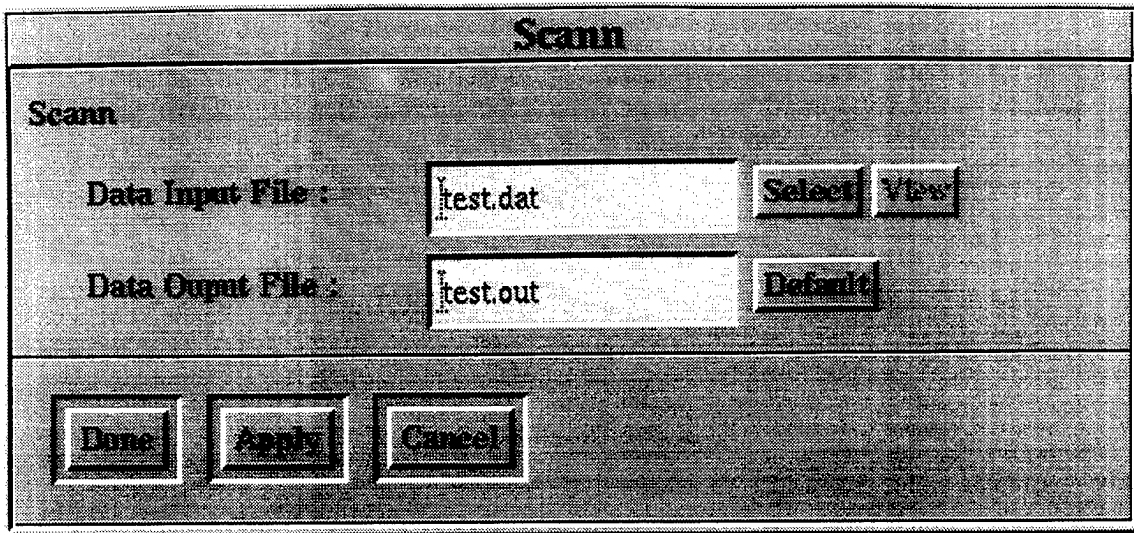 Scann
Scann
Data Input File : test.dat Select View
Data Ouput File : test.out Default
Done Apply Cancel